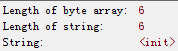 Length of byte array:  6
Length of string:      6
String:                <init>